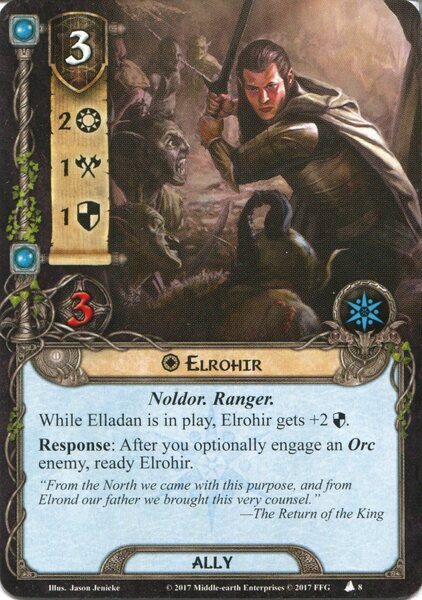 3
2
1
1
3
ELROHIR
Noldor. Ranger.
While Elladan is in play, Elrohir gets +2 .
Response: After you optionally engage an Orc
enemy, ready Elrohir.
“From the North we came with this purpose, and from
Elrond our father we brought this very counsel.”
—The Return of the King
ALLY
Illus. Jason Jenicke © 2017 Middle-earth Enterprises © 2017 FFG 8